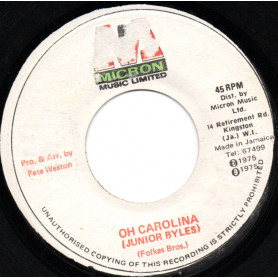 MICRON
MUSIC LIMITED
45 RPM
Dist. by
Micron Music
Ltd.
14 Retirement Rd.
Kingston
(Ja.) W.I.
Made in Jamaica
Tel: 67499
Ⓟ1975
Ⓒ1975
Pro. & Arr. by
Pete Weston
OH CAROLINA
(JUNIOR BYLES)
(Folkes Bros.)
UNAUTHORISED COPYING OF THIS DISC IS STRICTLY PROHIBITED